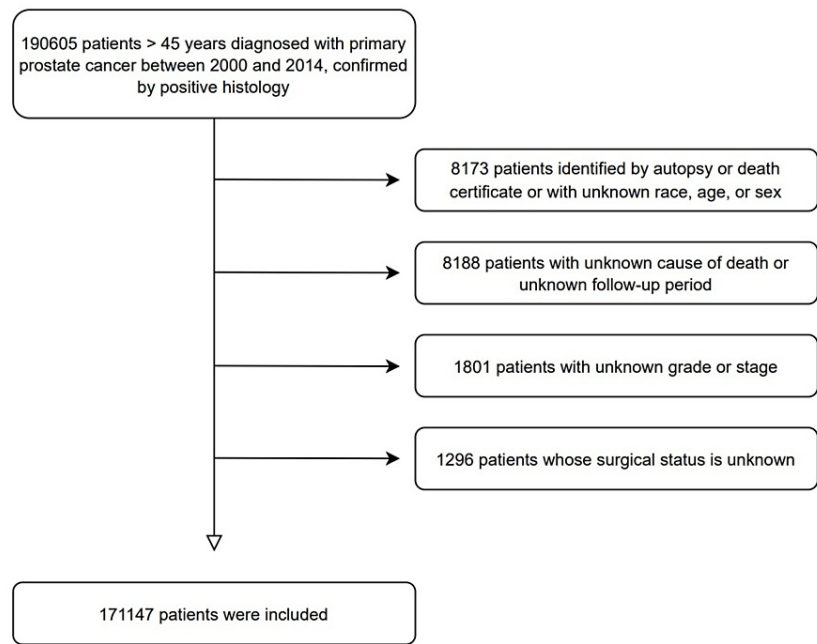 190605 patients > 45 years diagnosed with primary
prostate cancer between 2000 and 2014, confirmed
by positive histology
8173 patients identified by autopsy or death
certificate or with unknown race, age, or sex
8188 patients with unknown cause of death or
unknown follow-up period
1801 patients with unknown grade or stage
1296 patients whose surgical status is unknown
171147 patients were included